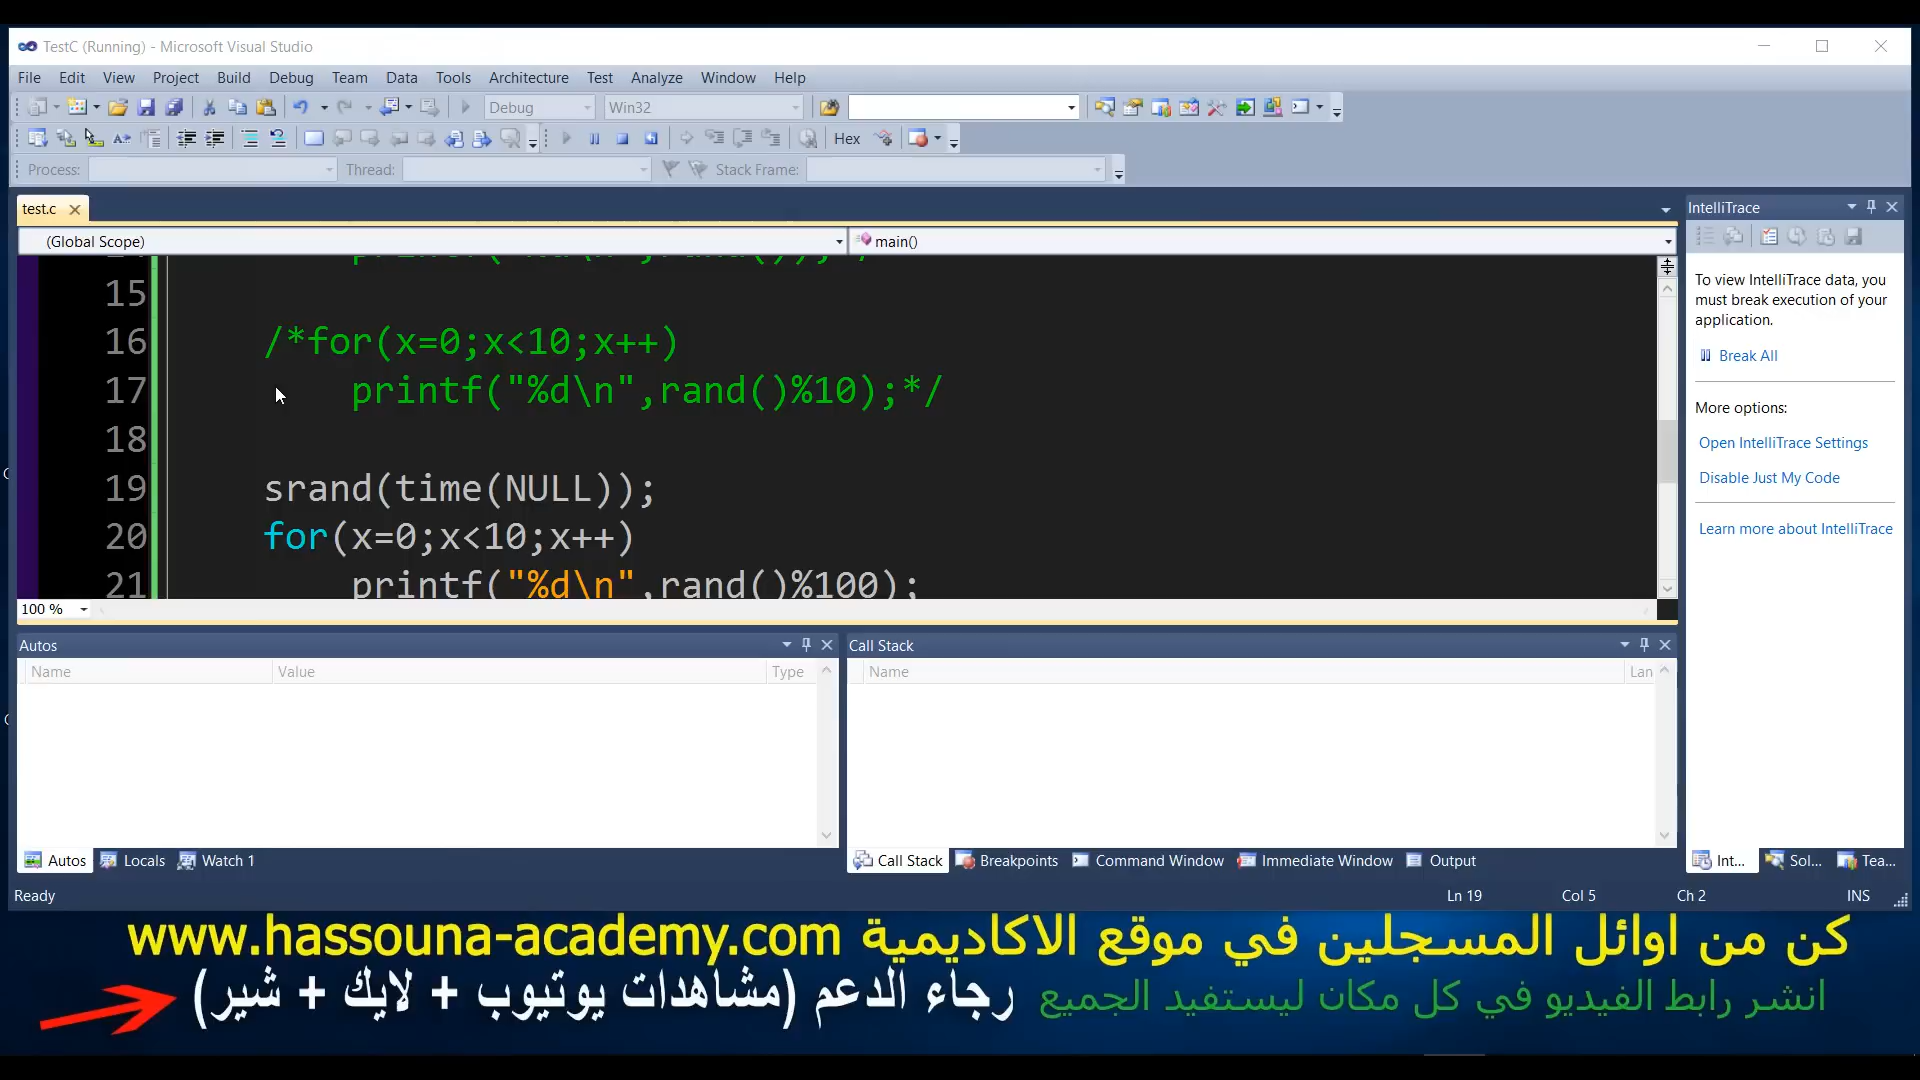 TestC (Running) - Microsoft Visual Studio
File Edit View Project Build Debug Team Data Tools Architecture Test Analyze Window Help
Debug Win32
Hex
Process: Thread: Stack Frame:
test.c
(Global Scope) main()
15
16 /*for(x=0;x<10;x++)
17 printf("%d\n",rand()%10);*/
18
19 srand(time(NULL));
20 for(x=0;x<10;x++)
21 printf("%d\n",rand()%100);
100 %
IntelliTrace
To view IntelliTrace data, you
must break execution of your
application.
Break All
More options:
Open IntelliTrace Settings
Disable Just My Code
Learn more about IntelliTrace
Autos
Name Value Type
Call Stack
Name Lan
Autos Locals Watch 1
Call Stack Breakpoints Command Window Immediate Window Output
Int... Sol... Tea...
Ready Ln 19 Col 5 Ch 2 INS
كن من اوائل المسجلين في موقع الاكاديمية www.hassouna-academy.com
انشر رابط الفيديو في كل مكان ليستفيد الجميع رجاء الدعم (مشاهدات يوتيوب + لايك + شير)